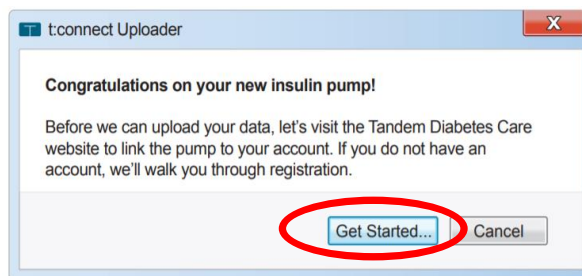 t:connect Uploader
X
Congratulations on your new insulin pump!
Before we can upload your data, let's visit the Tandem Diabetes Care
website to link the pump to your account. If you do not have an
account, we'll walk you through registration.
Get Started... Cancel